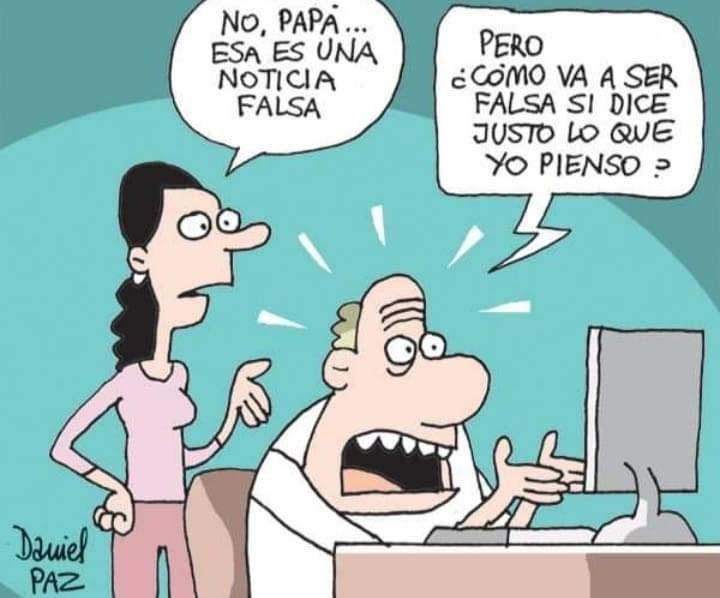 NO, PAPÁ...
ESA ES UNA
NOTICIA
FALSA
PERO
¿CÓMO VA A SER
FALSA SI DICE
JUSTO LO QUE
YO PIENSO?
Daniel
PAZ